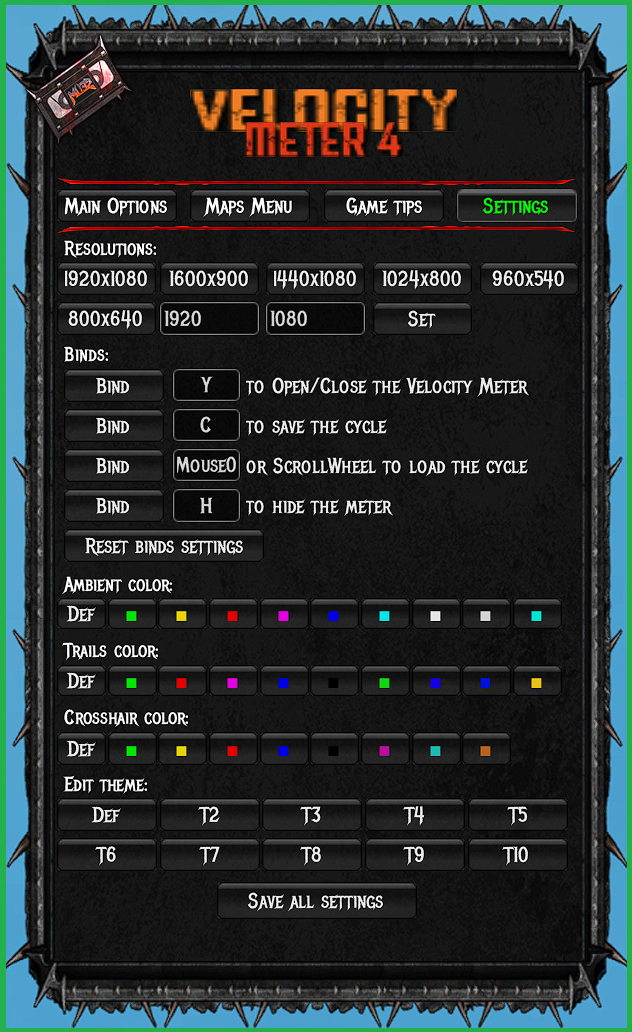 VELOCITY
METER 4
Main Options Maps Menu Game tips Settings
Resolutions:
1920x1080 1600x900 1440x1080 1024x800 960x540
800x640 1920 1080 Set
Binds:
Bind Y to Open/Close the Velocity Meter
Bind C to save the cycle
Bind Mouse0 or ScrollWheel to load the cycle
Bind H to hide the meter
Reset binds settings
Ambient color:
Def
Trails color:
Def
Crosshair color:
Def
Edit theme:
Def T2 T3 T4 T5
T6 T7 T8 T9 T10
Save all settings